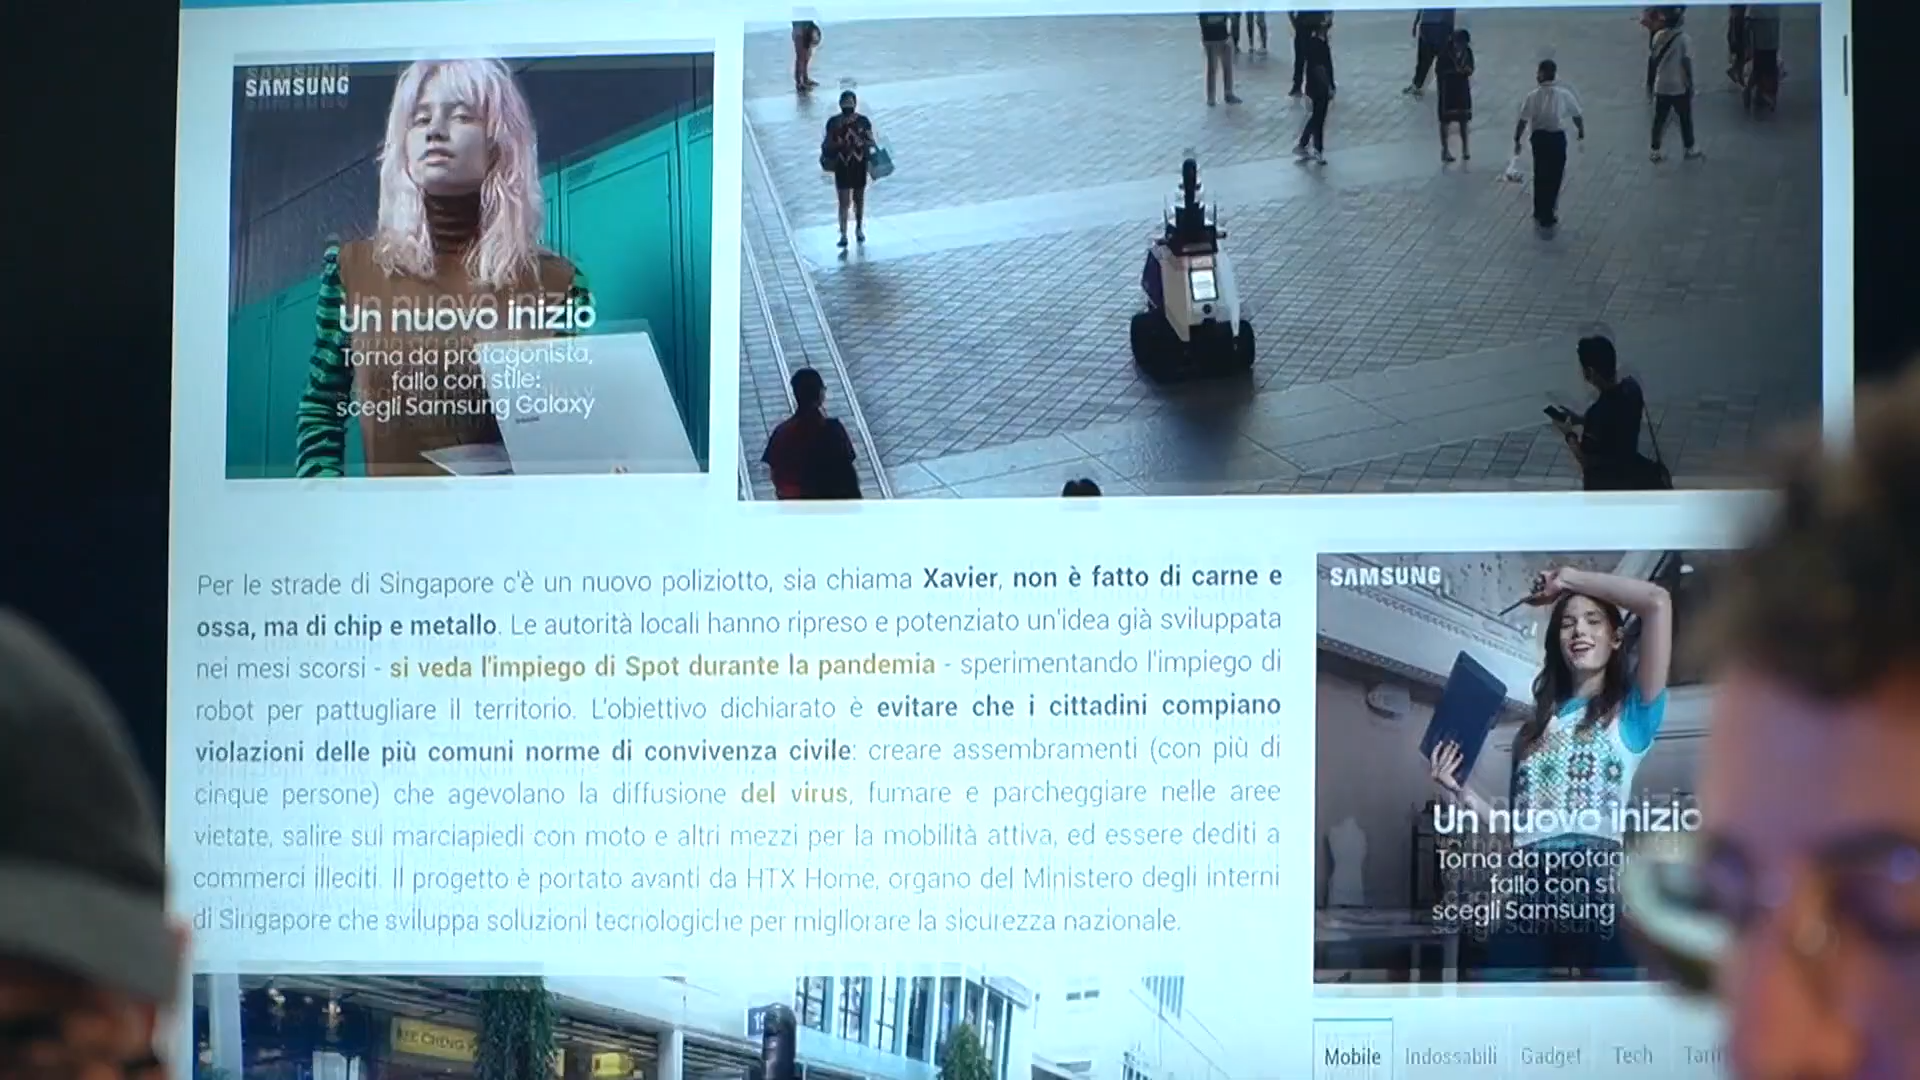 SAMSUNG
Un nuovo inizio
Torna da protagonista,
fallo con stile:
scegli Samsung Galaxy
Per le strade di Singapore c'è un nuovo poliziotto, sia chiama Xavier, non è fatto di carne e
ossa, ma di chip e metallo. Le autorità locali hanno ripreso e potenziato un'idea già sviluppata
nei mesi scorsi - si veda l'impiego di Spot durante la pandemia - sperimentando l'impiego di
robot per pattugliare il territorio. L'obiettivo dichiarato è evitare che i cittadini compiano
violazioni delle più comuni norme di convivenza civile: creare assembramenti (con più di
cinque persone) che agevolano la diffusione del virus, fumare e parcheggiare nelle aree
vietate, salire sui marciapiedi con moto e altri mezzi per la mobilità attiva, ed essere dediti a
commerci illeciti. Il progetto è portato avanti da HTX Home, organo del Ministero degli interni
di Singapore che sviluppa soluzioni tecnologiche per migliorare la sicurezza nazionale.
SAMSUNG
Un nuovo inizio
Torna da protag
fallo con sti
scegli Samsung
Mobile Indossabili Gadget Tech